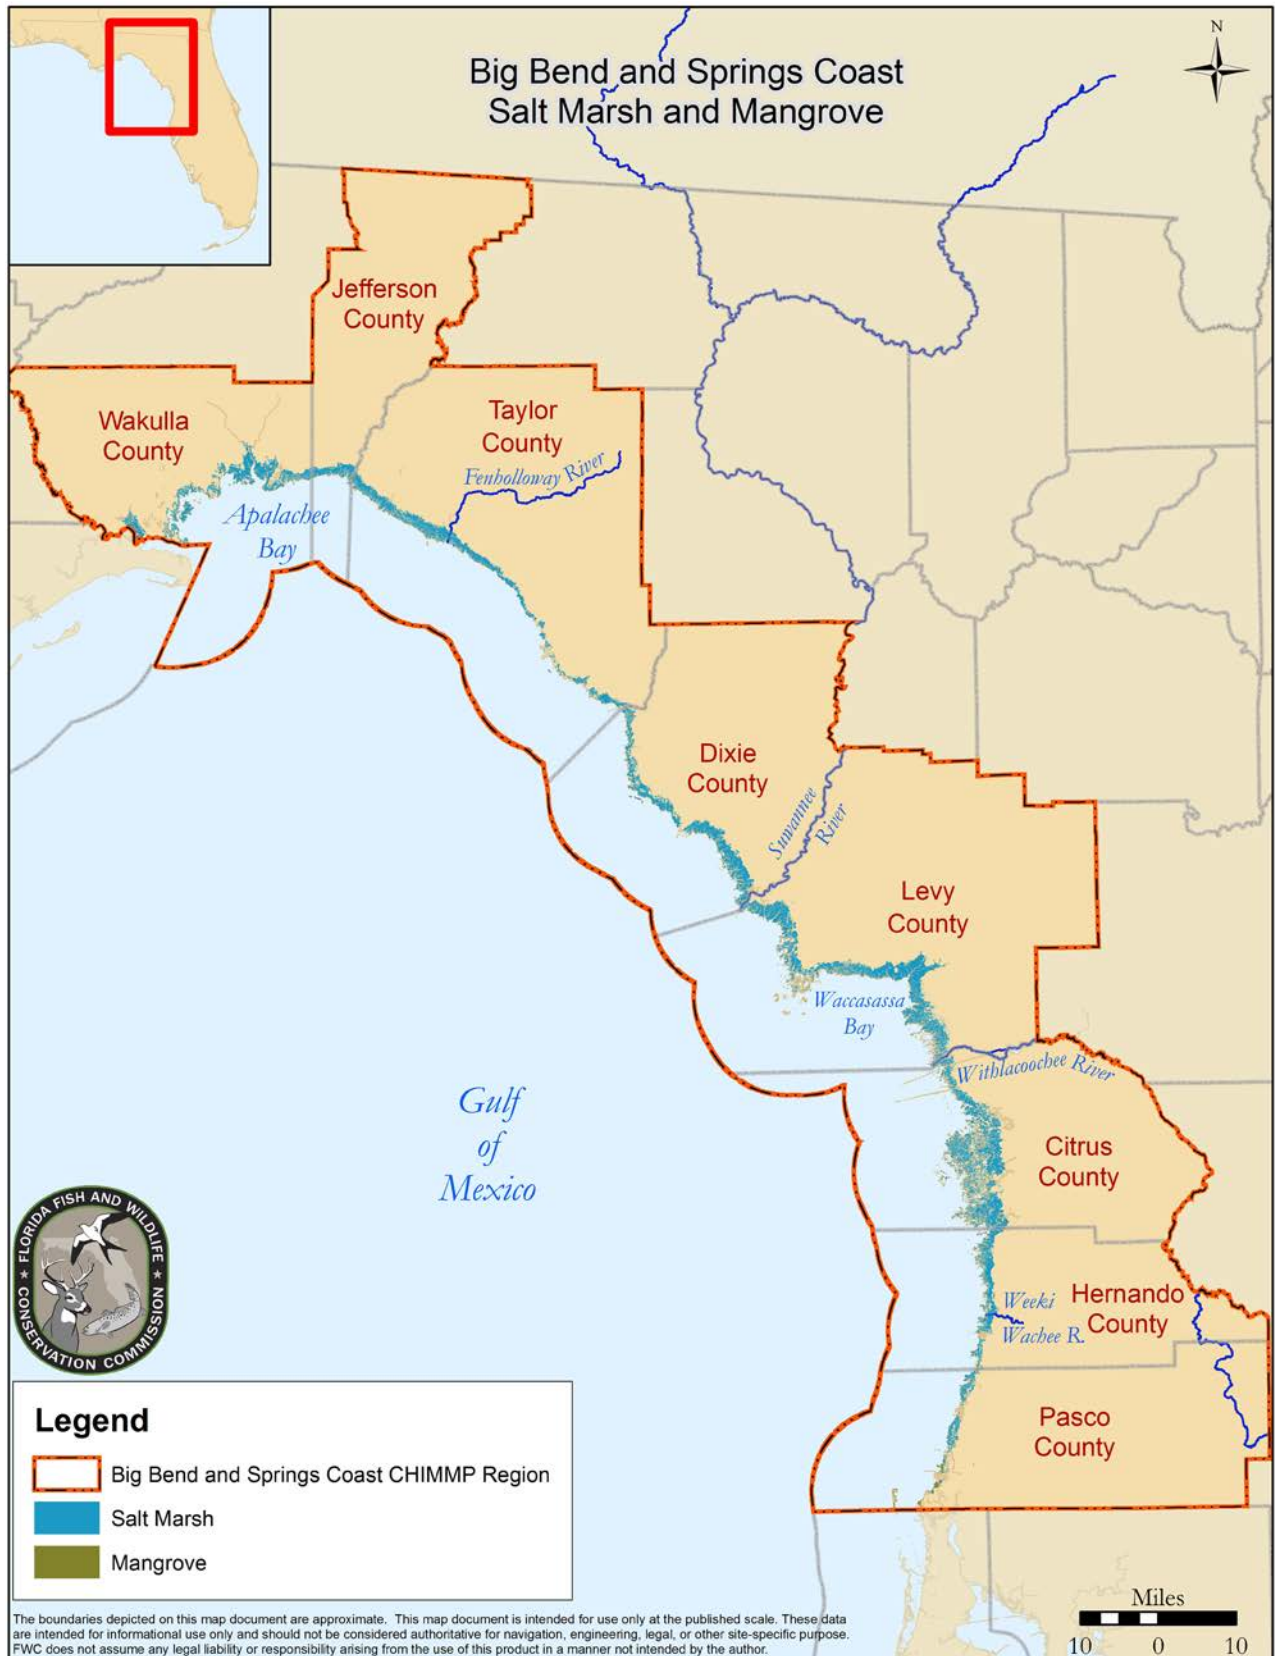 Big Bend and Springs Coast
Salt Marsh and Mangrove
N
Jefferson
County
Wakulla
County
Taylor
County
Fenholloway River
Apalachee
Bay
Dixie
County
Suwannee
River
Levy
County
Waccasassa
Bay
Withlacoochee River
Gulf
of
Mexico
Citrus
County
Weeki
Wachee R.
Hernando
County
Pasco
County
FLORIDA FISH AND WILDLIFE
CONSERVATION COMMISSION
Legend
Big Bend and Springs Coast CHIMMP Region
Salt Marsh
Mangrove
Miles
10 0 10
The boundaries depicted on this map document are approximate. This map document is intended for use only at the published scale. These data
are intended for informational use only and should not be considered authoritative for navigation, engineering, legal, or other site-specific purpose.
FWC does not assume any legal liability or responsibility arising from the use of this product in a manner not intended by the author.